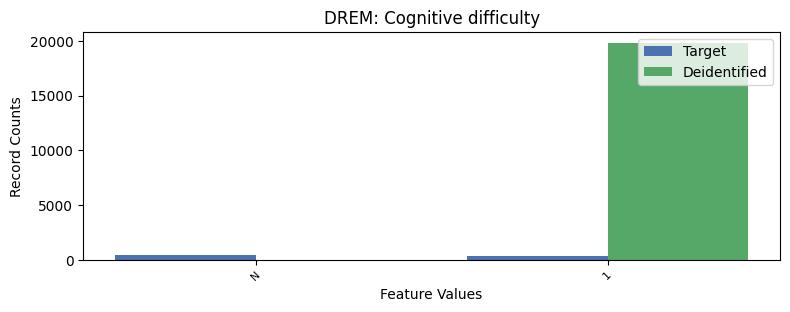 DREM: Cognitive difficulty
Target
Deidentified
20000
15000
10000
5000
0
Record Counts
N
1
Feature Values